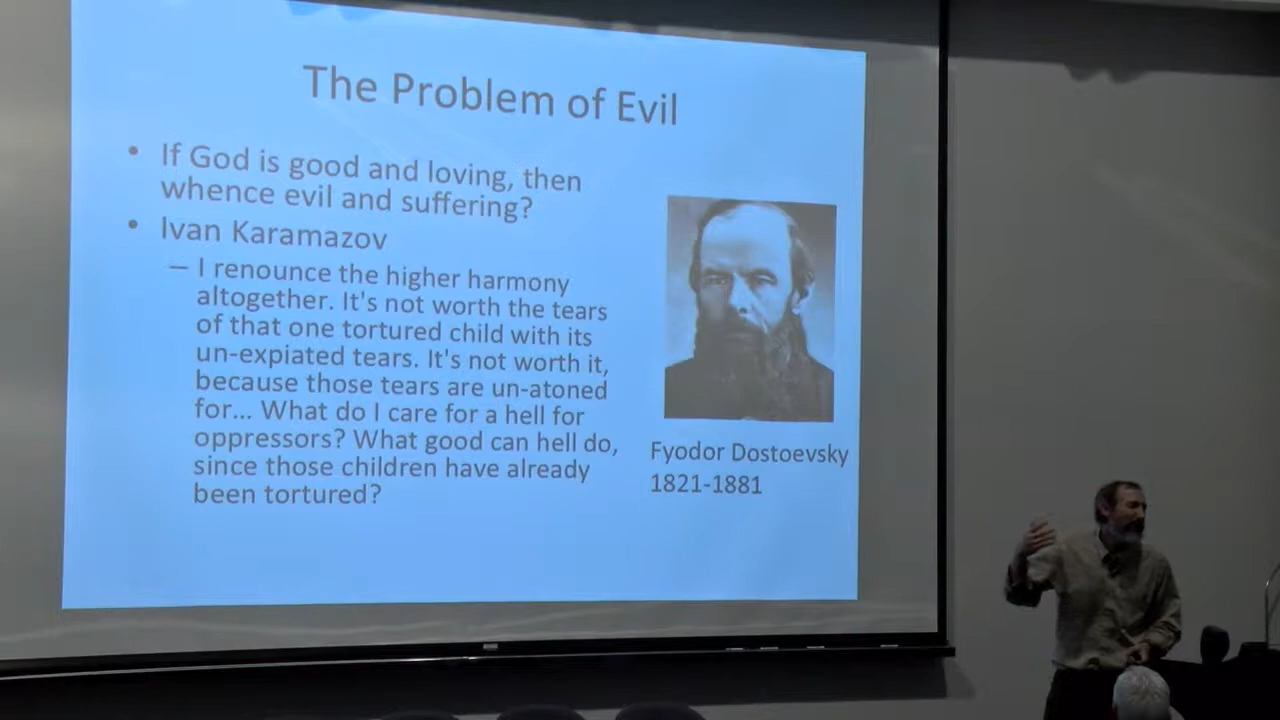 The Problem of Evil
• If God is good and loving, then
whence evil and suffering?
• Ivan Karamazov
– I renounce the higher harmony
altogether. It's not worth the tears
of that one tortured child with its
un-expiated tears. It's not worth it,
because those tears are un-atoned
for... What do I care for a hell for
oppressors? What good can hell do,
since those children have already
been tortured?
Fyodor Dostoevsky
1821-1881